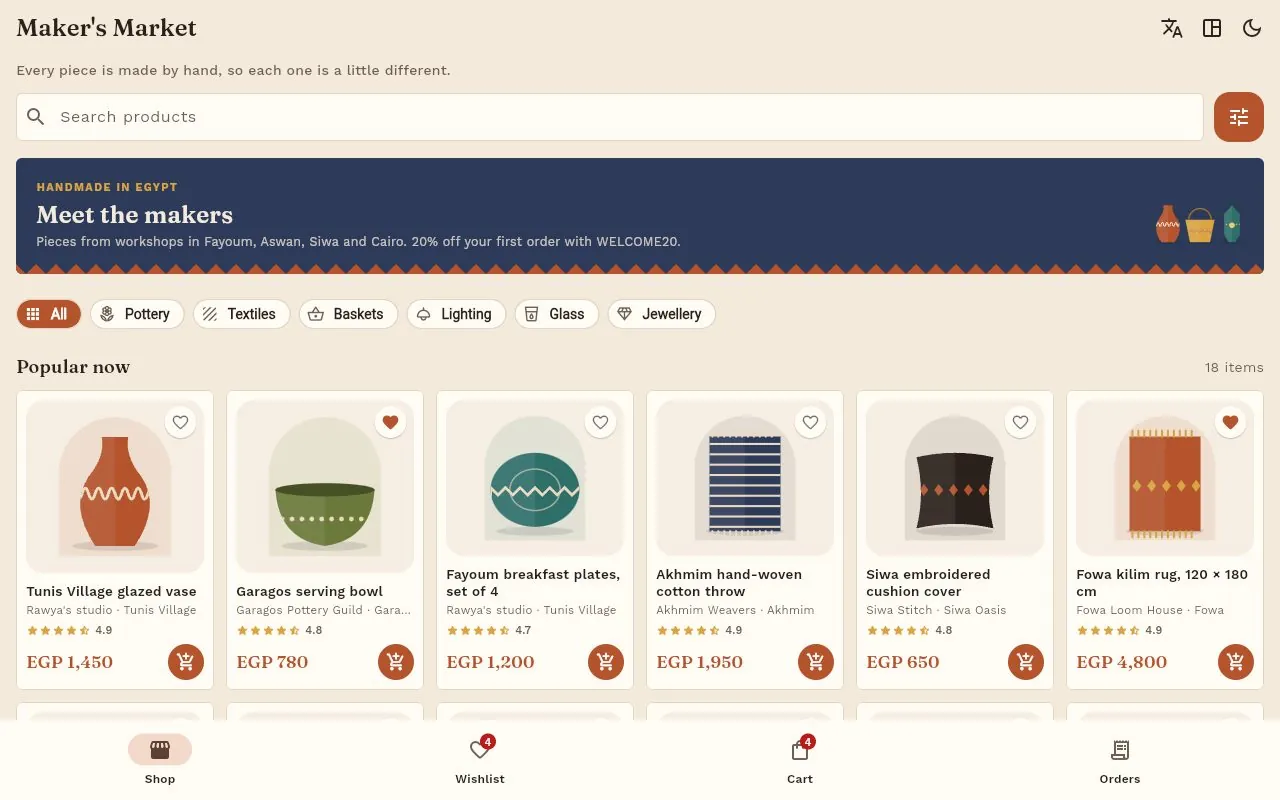 Maker's Market
Every piece is made by hand, so each one is a little different.
Search products
HANDMADE IN EGYPT
Meet the makers
Pieces from workshops in Fayoum, Aswan, Siwa and Cairo. 20% off your first order with WELCOME20.
All
Pottery
Textiles
Baskets
Lighting
Glass
Jewellery
Popular now
18 items
Tunis Village glazed vase
Rawya's studio · Tunis Village
4.9
EGP 1,450
Garagos serving bowl
Garagos Pottery Guild · Gara...
4.8
EGP 780
Fayoum breakfast plates,
set of 4
Rawya's studio · Tunis Village
4.7
EGP 1,200
Akhmim hand-woven
cotton throw
Akhmim Weavers · Akhmim
4.9
EGP 1,950
Siwa embroidered
cushion cover
Siwa Stitch · Siwa Oasis
4.8
EGP 650
Fowa kilim rug, 120 × 180
cm
Fowa Loom House · Fowa
4.9
EGP 4,800
Shop
4
Wishlist
4
Cart
Orders